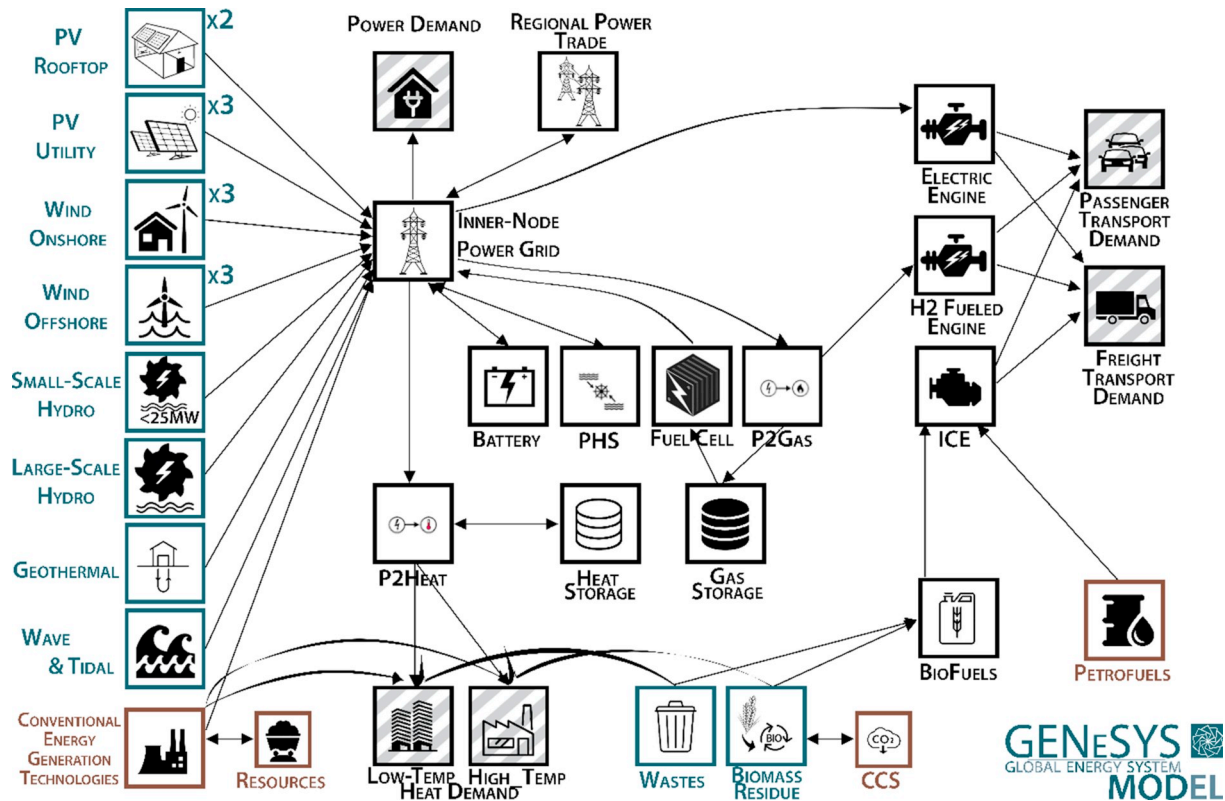 PV
ROOFTOP
x2
PV
UTILITY
x3
WIND
ONSHORE
x3
WIND
OFFSHORE
x3
SMALL-SCALE
HYDRO
<25MW
LARGE-SCALE
HYDRO
GEOTHERMAL
WAVE
& TIDAL
CONVENTIONAL
ENERGY
GENERATION
TECHNOLOGIES
RESOURCES
POWER DEMAND
REGIONAL POWER
TRADE
INNER-NODE
POWER GRID
BATTERY
PHS
FUEL CELL
P2GAS
P2HEAT
HEAT
STORAGE
GAS
STORAGE
LOW-TEMP
HIGH_TEMP
HEAT DEMAND
WASTES
BIO
BIOMASS
RESIDUE
CO2
CCS
ELECTRIC
ENGINE
H2 FUELED
ENGINE
ICE
PASSENGER
TRANSPORT
DEMAND
FREIGHT
TRANSPORT
DEMAND
BIOFUELS
PETROFUELS
GENeSYS
GLOBAL ENERGY SYSTEM
MODEL